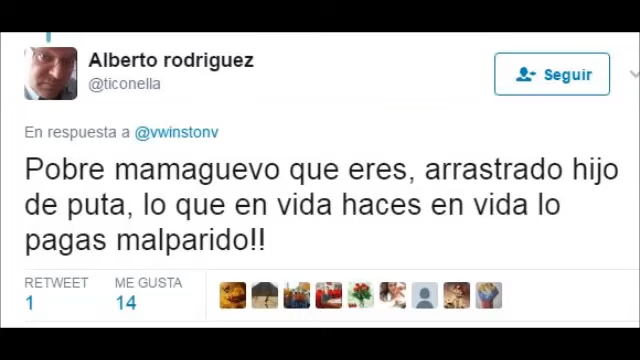 Alberto rodriguez
@ticonella
Seguir
En respuesta a @vwinstonv
Pobre mamaguevo que eres, arrastrado hijo
de puta, lo que en vida haces en vida lo
pagas malparido!!
RETWEET ME GUSTA
1 14